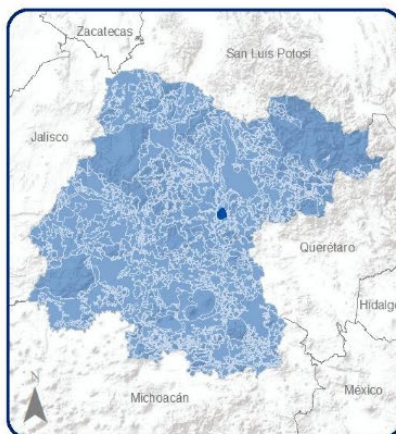 Zacatecas
San Luis Potosí
Jalisco
Querétaro
Hidalgo
N
México
Michoacán